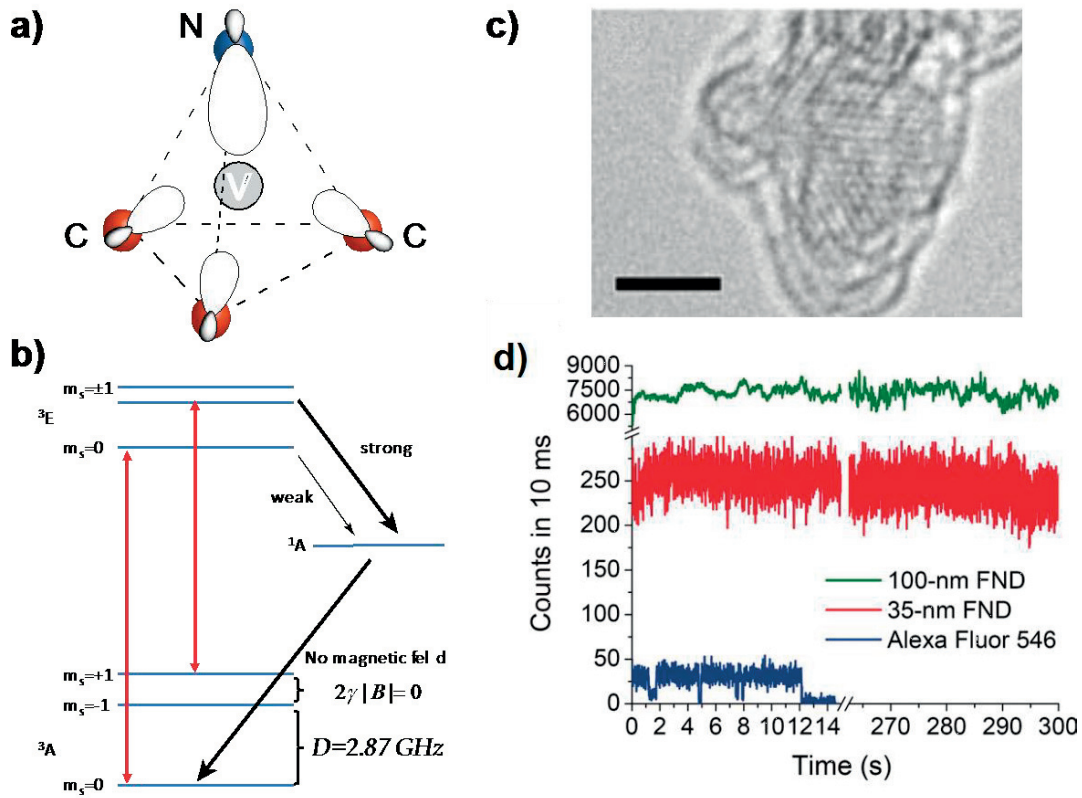 a)
N
V
C
C
b)
m_s=±1
³E
m_s=0
strong
weak
¹A
No magnetic fel d
m_s=+1
2γ|B|=0
m_s=-1
D=2.87 GHz
³A
m_s=0
c)
d)
9000
7500
6000
250
200
150
100
50
0
Counts in 10 ms
100-nm FND
35-nm FND
Alexa Fluor 546
0 2 4 6 8 10 12 14 270 280 290 300
Time (s)